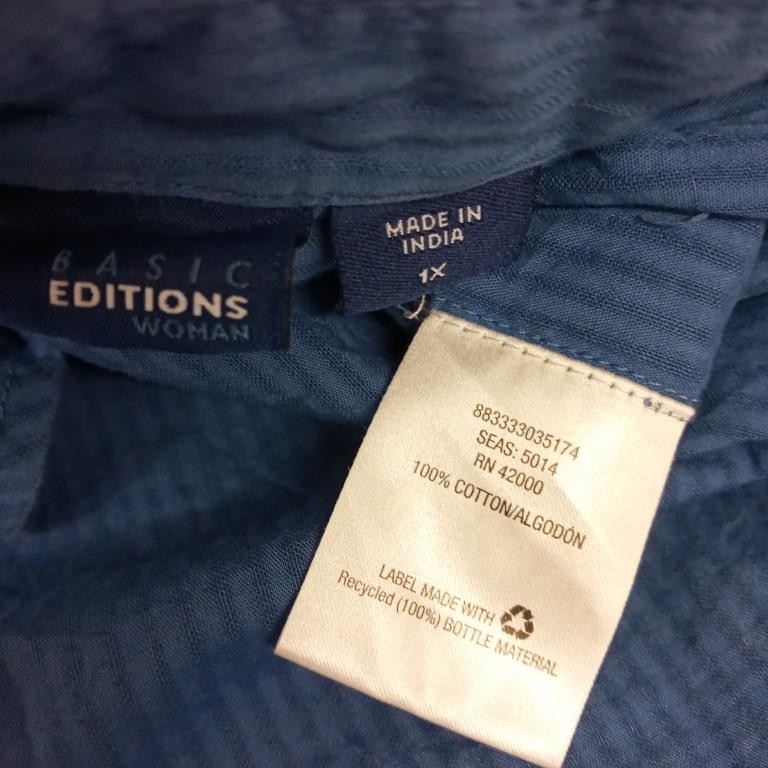 BASIC
EDITIONS
WOMAN
MADE IN
INDIA
1X
883333035174
SEAS: 5014
RN 42000
100% COTTON/ALGODÓN
LABEL MADE WITH
Recycled (100%) BOTTLE MATERIAL